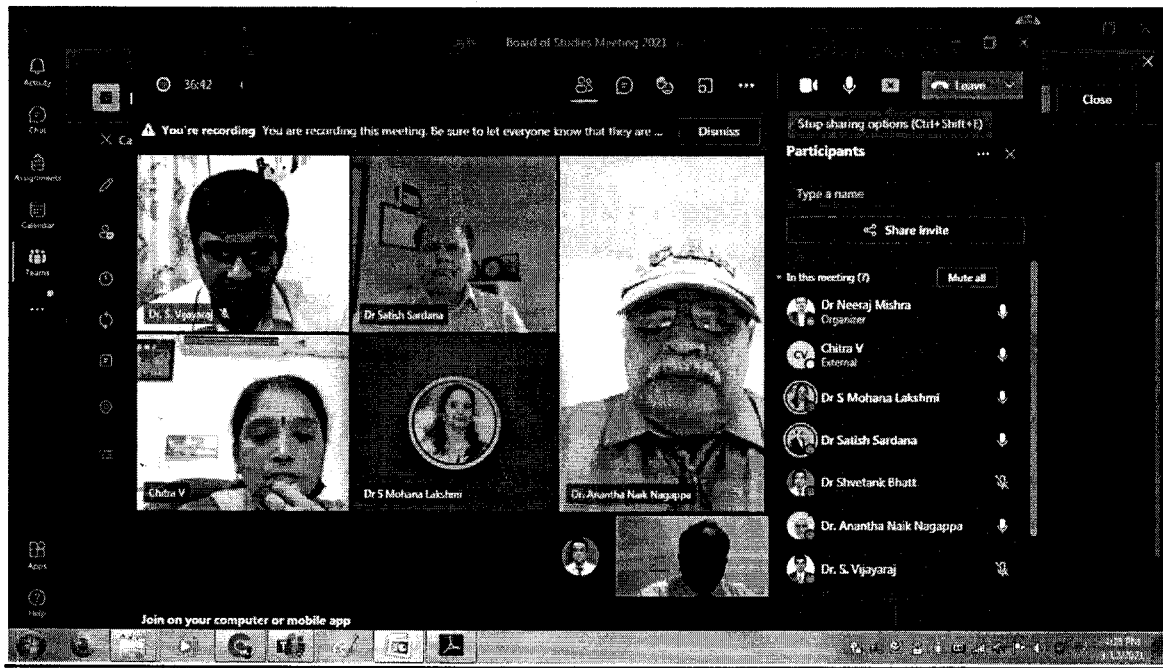 Board of Studies Meeting 2021
Activity
Chat
Assignments
Calendar
Teams
Apps
Help
36:42
Leave
Close
Stop sharing options (Ctrl+Shift+E)
You're recording You are recording this meeting. Be sure to let everyone know that they are ...
Dismiss
Ca
Participants
Type a name
Share invite
In this meeting (7)
Mute all
Dr Neeraj Mishra
Organizer
CV
Chitra V
External
Dr S Mohana Lakshmi
Dr Satish Sardana
Dr Shvetank Bhatt
Dr. Anantha Naik Nagappa
Dr. S. Vijayaraj
Dr. S. Vijayaraj
Dr Satish Sardana
Chitra V
Dr S Mohana Lakshmi
Dr. Anantha Naik Nagappa
Join on your computer or mobile app